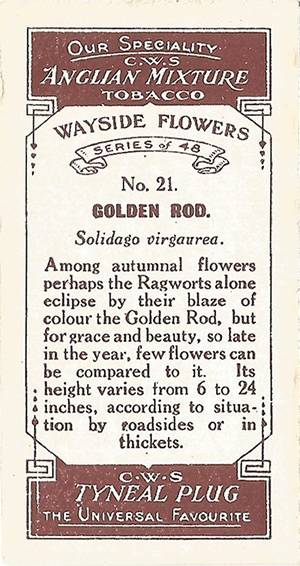 Our Speciality
C.W.S
Anglian Mixture
Tobacco
Wayside Flowers
Series of 48
No. 21.
GOLDEN ROD.
Solidago virgaurea.
Among autumnal flowers
perhaps the Ragworts alone
eclipse by their blaze of
colour the Golden Rod, but
for grace and beauty, so late
in the year, few flowers can
be compared to it. Its
height varies from 6 to 24
inches, according to situa-
tion by roadsides or in
thickets.
C.W.S
Tyneal Plug
The Universal Favourite